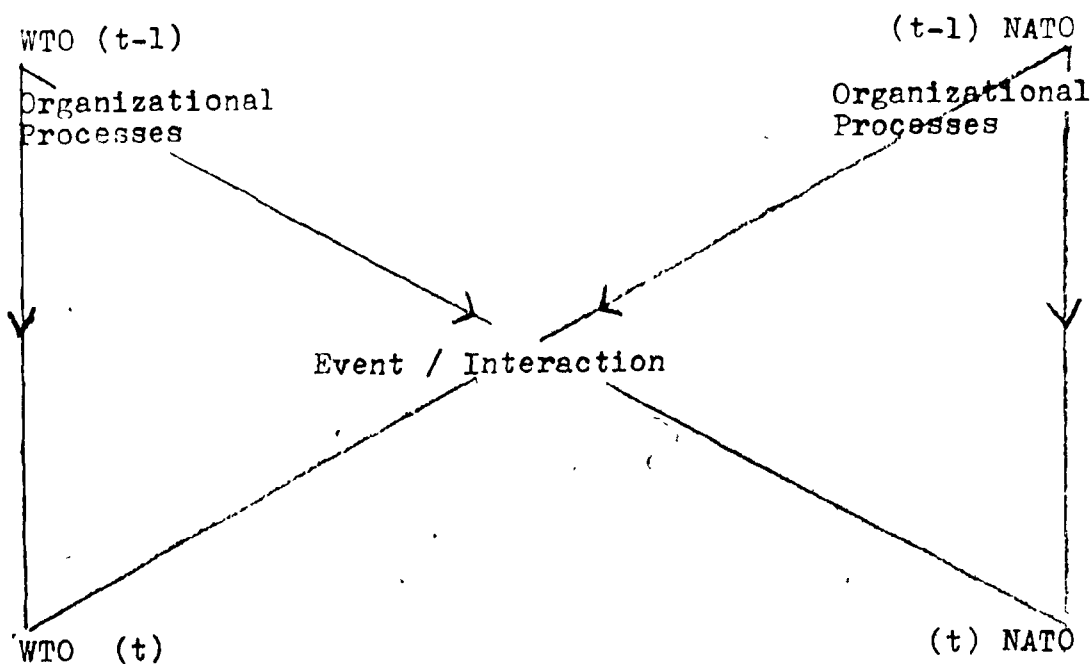 WTO (t-1)
(t-1) NATO
Organizational
Processes
Organizational
Processes
Event / Interaction
WTO (t)
(t) NATO